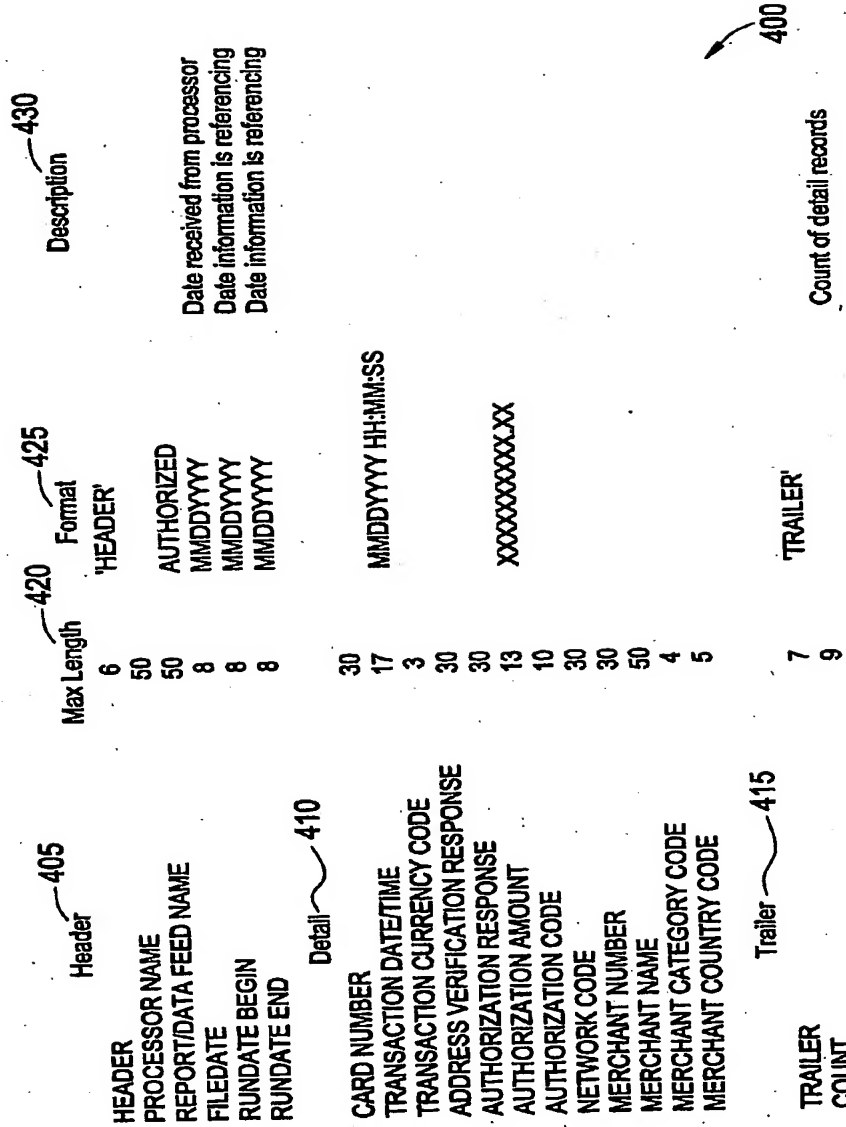 Header 405 Max Length 420 Format 425 Description 430
HEADER 6 'HEADER'
PROCESSOR NAME 50
REPORT/DATA FEED NAME 50 AUTHORIZED
FILEDATE 8 MMDDYYYY Date received from processor
RUNDATE BEGIN 8 MMDDYYYY Date information is referencing
RUNDATE END 8 MMDDYYYY Date information is referencing
Detail 410
CARD NUMBER 30
TRANSACTION DATE/TIME 17 MMDDYYYY HH:MM:SS
TRANSACTION CURRENCY CODE 3
ADDRESS VERIFICATION RESPONSE 30
AUTHORIZATION RESPONSE 30
AUTHORIZATION AMOUNT 13 XXXXXXXXXX.XX
AUTHORIZATION CODE 10
NETWORK CODE 30
MERCHANT NUMBER 30
MERCHANT NAME 50
MERCHANT CATEGORY CODE 4
MERCHANT COUNTRY CODE 5
Trailer 415
TRAILER 7 'TRAILER'
COUNT 9 Count of detail records
400